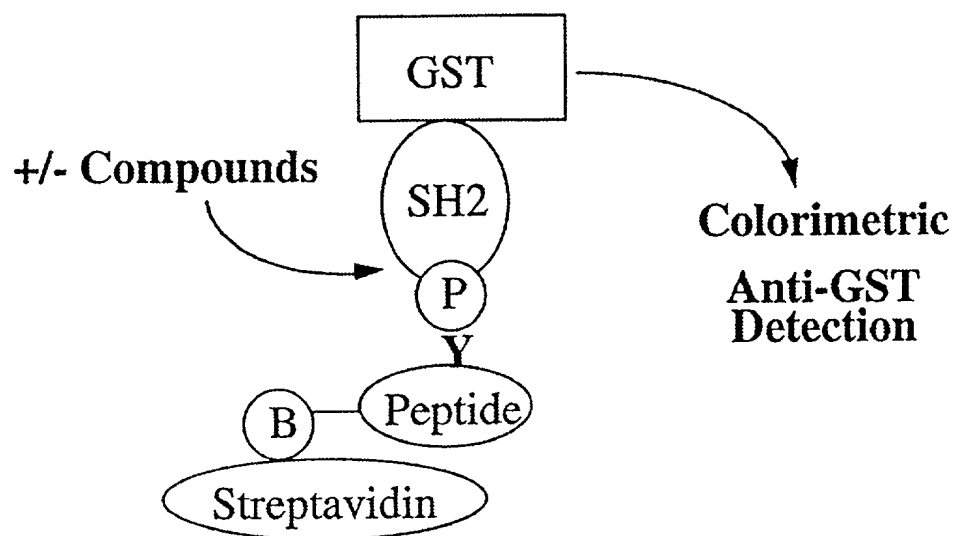 GST
+/- Compounds
SH2
Colorimetric
Anti-GST
Detection
P
Y
Peptide
B
Streptavidin